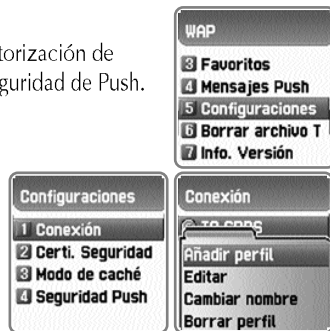 torización de
guridad de Push.
WAP
3 Favoritos
4 Mensajes Push
5 Configuraciones
6 Borrar archivo T
7 Info. Versión
Configuraciones
1 Conexión
2 Certi. Seguridad
3 Modo de caché
4 Seguridad Push
Conexión
Añadir perfil
Editar
Cambiar nombre
Borrar perfil